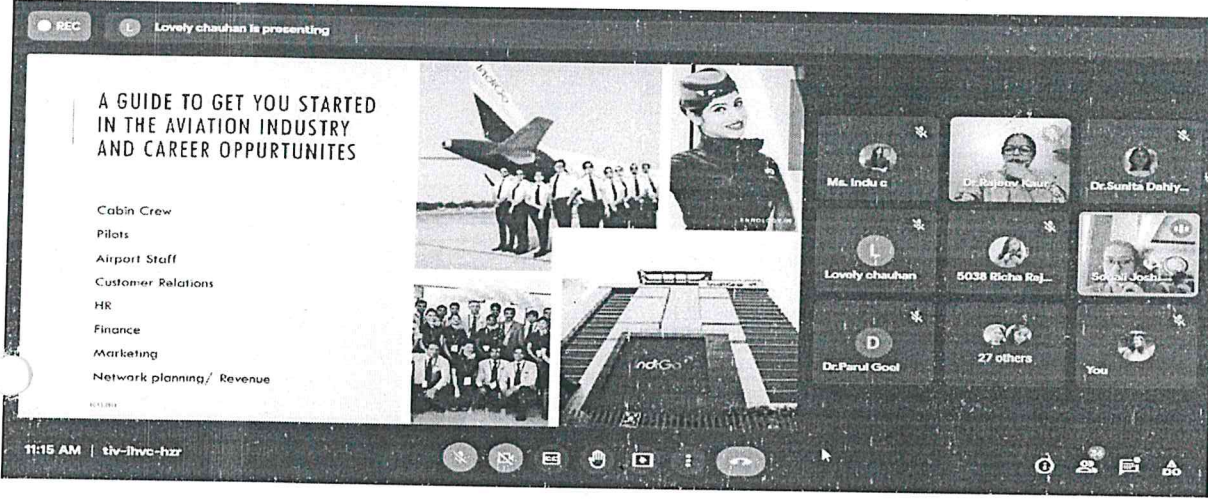 REC
L
Lovely chauhan is presenting
A GUIDE TO GET YOU STARTED
IN THE AVIATION INDUSTRY
AND CAREER OPPURTUNITES
Cabin Crew
Pilots
Airport Staff
Customer Relations
HR
Finance
Marketing
Network planning/ Revenue
IndiGo
Ms. Indu c
Dr.Rajeev Kaur
Dr.Sunita Dahiy...
L
Lovely chauhan
5038 Richa Raj...
Sonali Joshi
D
Dr.Parul Goel
27 others
You
11:15 AM | tiv-ihvc-hzr
CC